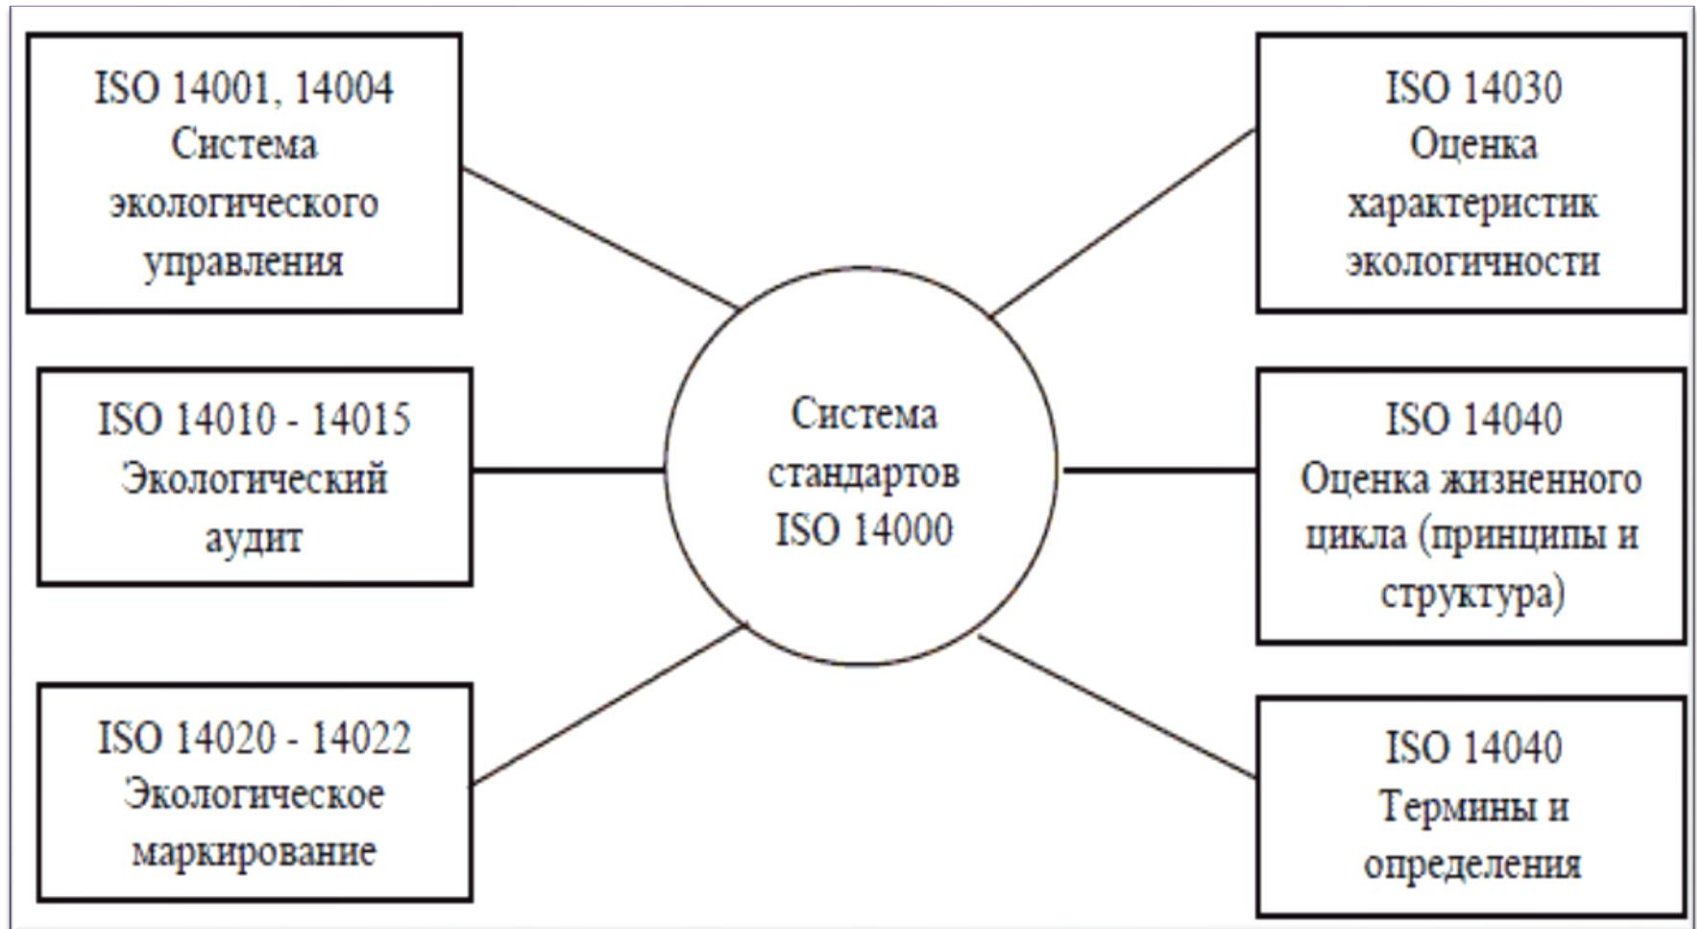 ISO 14001, 14004
Система
экологического
управления
ISO 14010 - 14015
Экологический
аудит
ISO 14020 - 14022
Экологическое
маркирование
Система
стандартов
ISO 14000
ISO 14030
Оценка
характеристик
экологичности
ISO 14040
Оценка жизненного
цикла (принципы и
структура)
ISO 14040
Термины и
определения